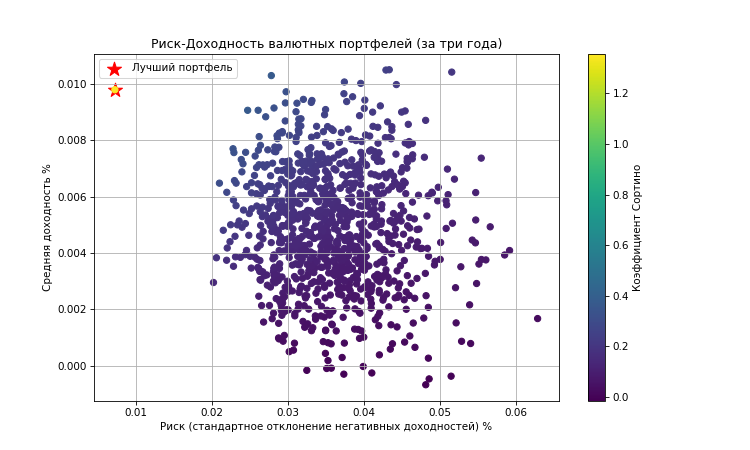 Риск-Доходность валютных портфелей (за три года)
Лучший портфель
0.010
0.008
0.006
0.004
0.002
0.000
Средняя доходность %
0.01 0.02 0.03 0.04 0.05 0.06
Риск (стандартное отклонение негативных доходностей) %
1.2
1.0
0.8
0.6
0.4
0.2
0.0
Коэффициент Сортино